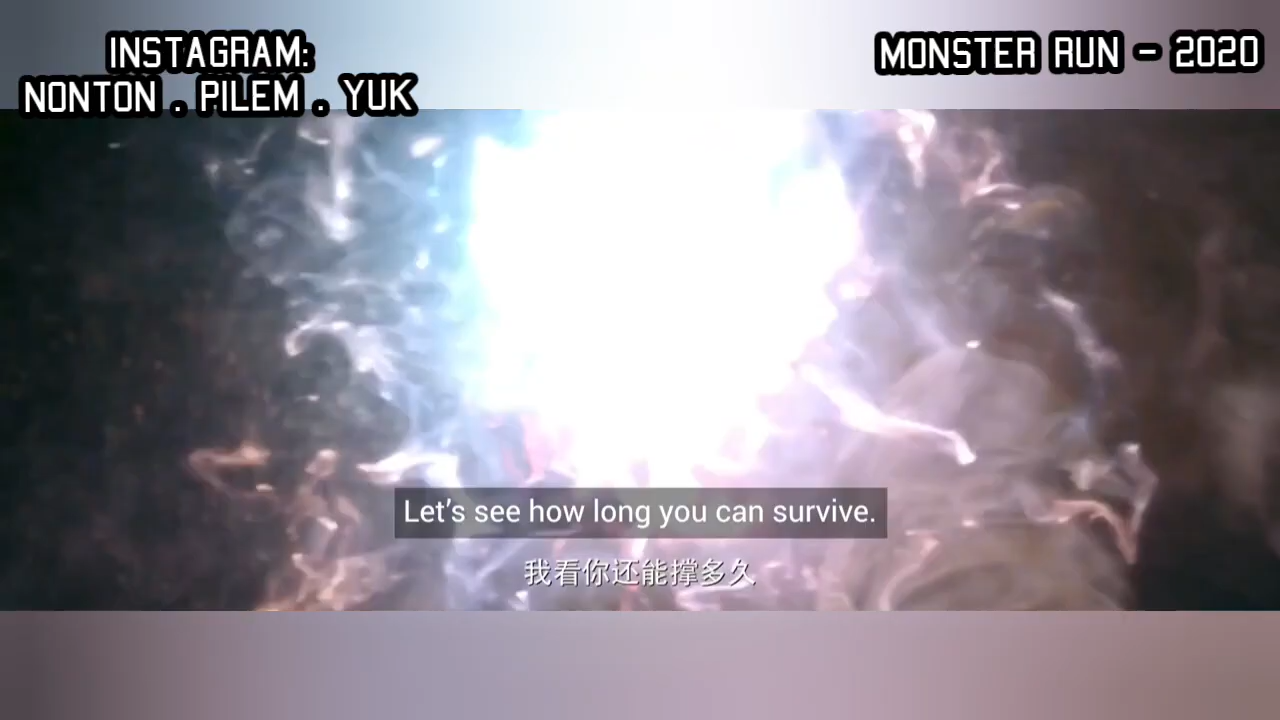 INSTAGRAM:
NONTON . PILEM . YUK
MONSTER RUN - 2020
Let's see how long you can survive.
我看你还能撑多久